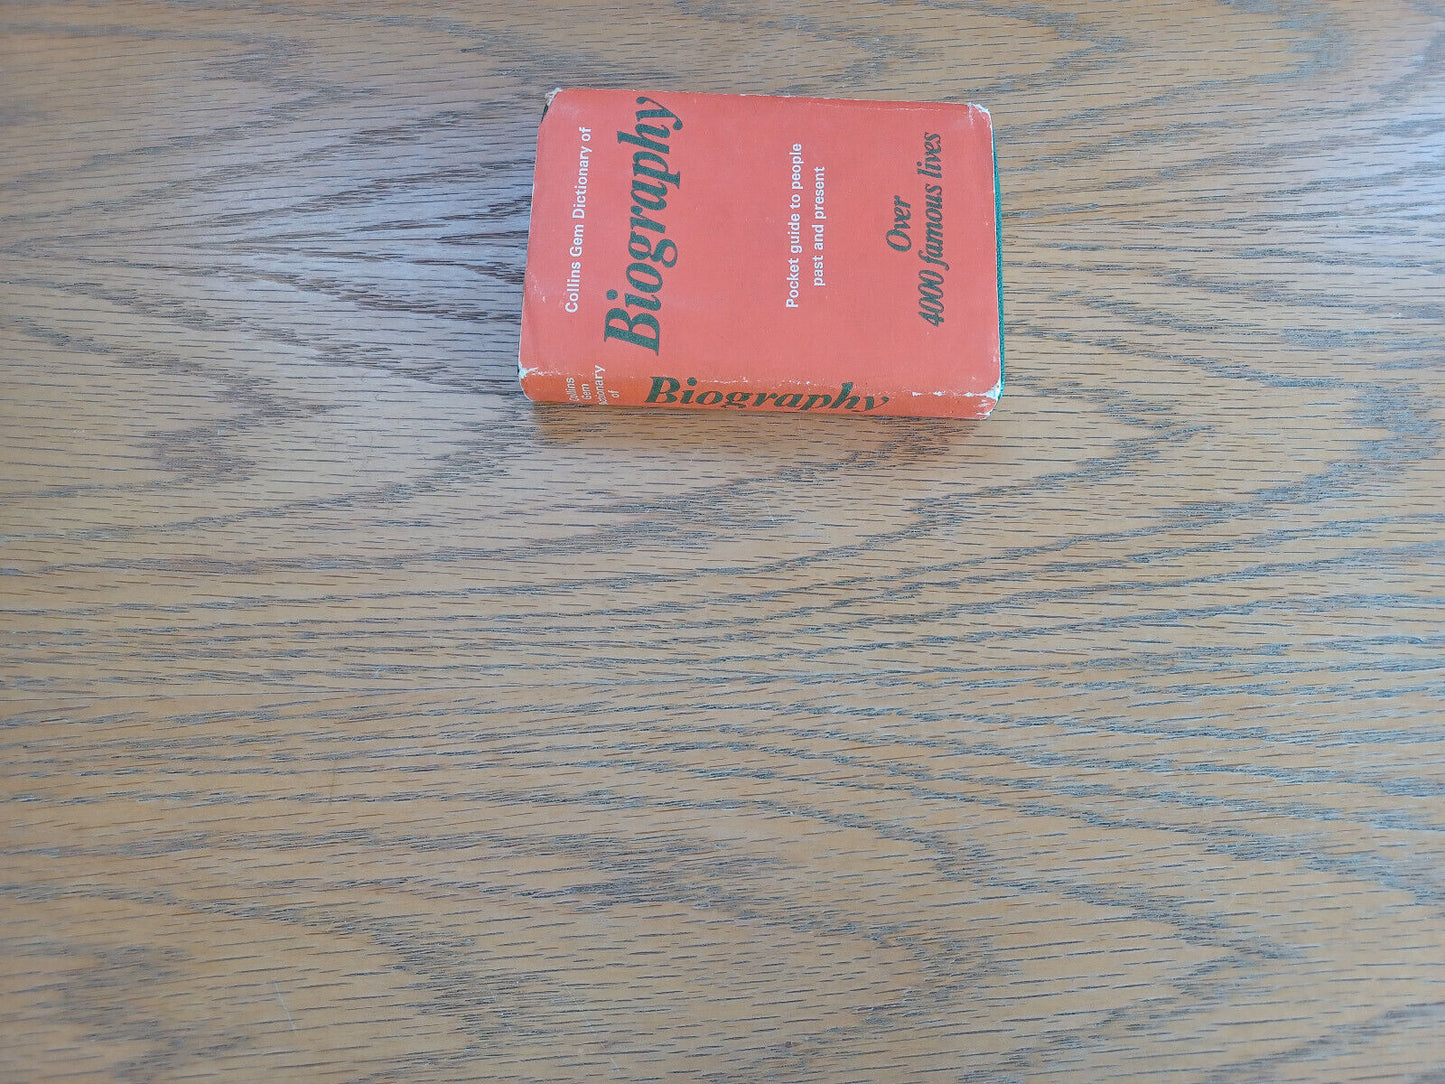 Collins Gem Dictionary of
Biography
Pocket guide to people
past and present
Over
4000 famous lives
Collins
Gem
Dictionary
of
Biography